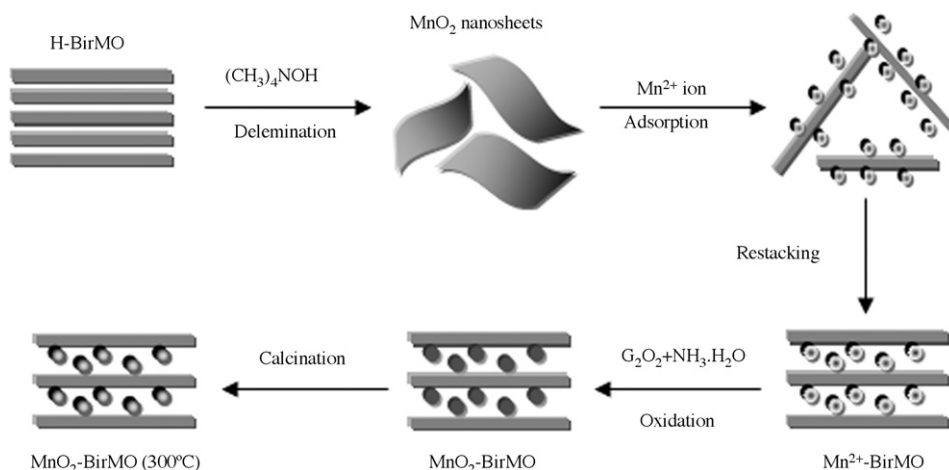 H-BirMO
(CH₃)₄NOH
Delemination
MnO₂ nanosheets
Mn²⁺ ion
Adsorption
Restacking
Mn²⁺-BirMO
G₂O₂+NH₃.H₂O
Oxidation
MnO₂-BirMO
Calcination
MnO₂-BirMO (300ºC)